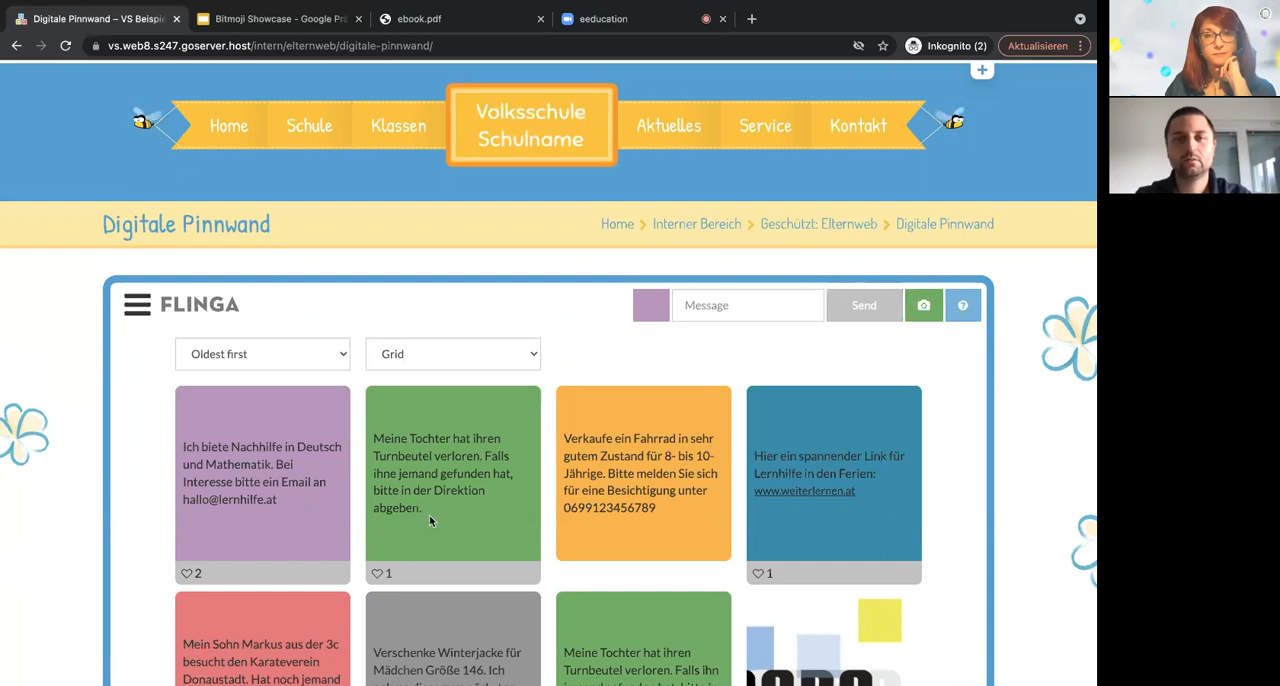 Digitale Pinnwand – VS Beispie
Bitmoji Showcase - Google Prä
ebook.pdf
eeducation
vs.web8.s247.goserver.host/intern/elternweb/digitale-pinnwand/
Inkognito (2)
Aktualisieren
Home
Schule
Klassen
Volksschule
Schulname
Aktuelles
Service
Kontakt
Digitale Pinnwand
Home
Interner Bereich
Geschützt: Elternweb
Digitale Pinnwand
FLINGA
Message
Send
Oldest first
Grid
Ich biete Nachhilfe in Deutsch
und Mathematik. Bei
Interesse bitte ein Email an
hallo@lernhilfe.at
2
Meine Tochter hat ihren
Turnbeutel verloren. Falls
ihne jemand gefunden hat,
bitte in der Direktion
abgeben.
1
Verkaufe ein Fahrrad in sehr
gutem Zustand für 8- bis 10-
Jährige. Bitte melden Sie sich
für eine Besichtigung unter
0699123456789
Hier ein spannender Link für
Lernhilfe in den Ferien:
www.weiterlernen.at
1
Mein Sohn Markus aus der 3c
besucht den Karateverein
Donaustadt. Hat noch jemand
Verschenke Winterjacke für
Mädchen Größe 146. Ich
Meine Tochter hat ihren
Turnbeutel verloren. Falls ihn